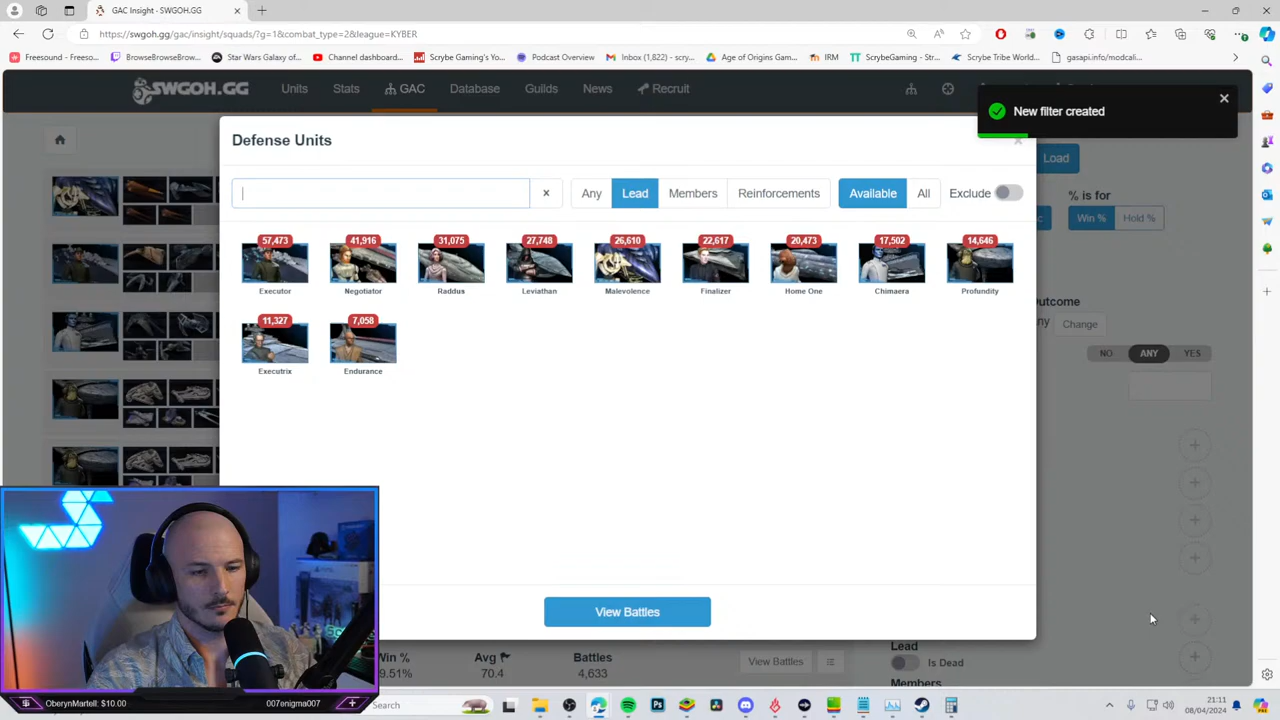 GAC Insight - SWGOH.GG
https://swgoh.gg/gac/insight/squads/?g=1&combat_type=2&league=KYBER
Freesound - Freeso...
BrowseBrowseBrow...
Star Wars Galaxy of...
Channel dashboard...
Scrybe Gaming's Yo...
Podcast Overview
Inbox (1,822) - scry...
Age of Origins Gam...
IRM
ScrybeGaming - Str...
Scrybe Tribe World...
gasapi.info/modcali...
SWGOH.GG
Units
Stats
GAC
Database
Guilds
News
Recruit
New filter created
Defense Units
Load
Any
Lead
Members
Reinforcements
Available
All
Exclude
% is for
Win %
Hold %
57,473
41,916
31,075
27,748
26,610
22,617
20,473
17,502
14,646
Executor
Negotiator
Raddus
Leviathan
Malevolence
Finalizer
Home One
Chimaera
Profundity
11,327
7,058
Executrix
Endurance
Change
NO
ANY
YES
View Battles
Win %
Avg
Battles
9.51%
70.4
4,633
View Battles
Lead
Is Dead
Members
OberynMartell: $10.00
007enigma007
Search
21:11
08/04/2024